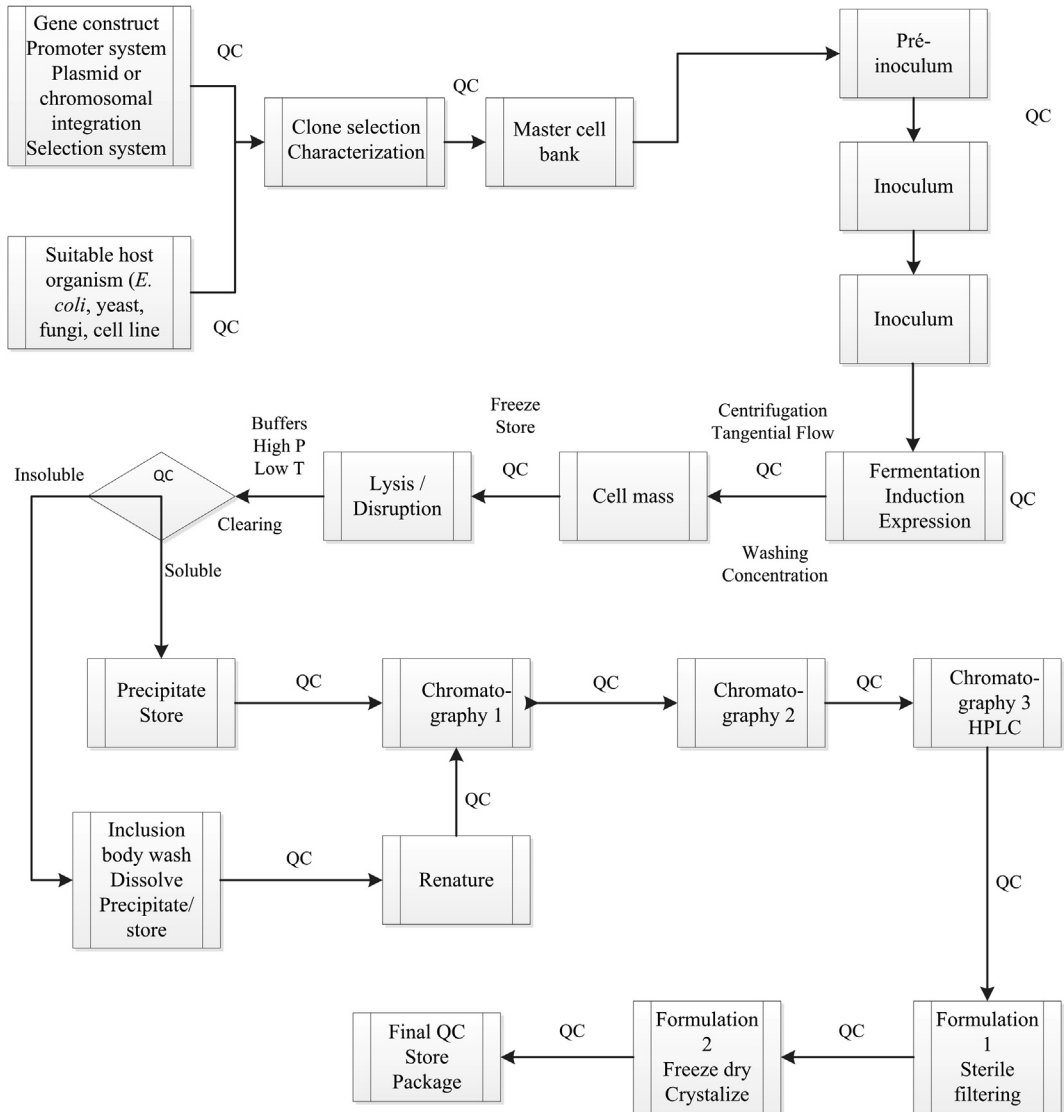 Gene construct
Promoter system
Plasmid or
chromosomal
integration
Selection system
QC
Suitable host
organism (E.
coli, yeast,
fungi, cell line
QC
Clone selection
Characterization
QC
Master cell
bank
Pré-
inoculum
QC
Inoculum
Inoculum
Fermentation
Induction
Expression
QC
Centrifugation
Tangential Flow
QC
Washing
Concentration
Cell mass
Freeze
Store
QC
Lysis /
Disruption
Buffers
High P
Low T
Clearing
QC
Insoluble
Soluble
Precipitate
Store
QC
Chromato-
graphy 1
QC
Chromato-
graphy 2
QC
Chromato-
graphy 3
HPLC
Inclusion
body wash
Dissolve
Precipitate/
store
QC
Renature
QC
QC
Formulation
1
Sterile
filtering
QC
Formulation
2
Freeze dry
Crystalize
QC
Final QC
Store
Package